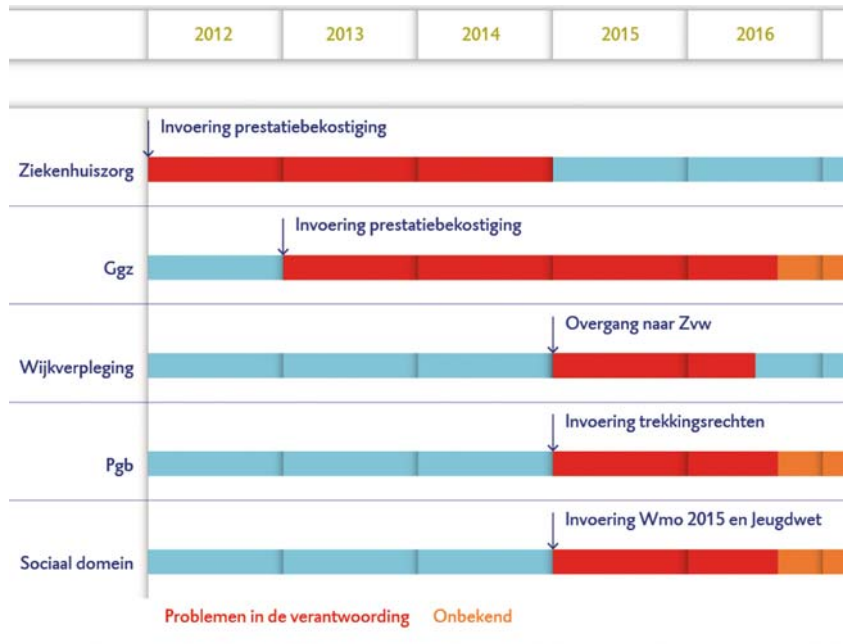 2012 2013 2014 2015 2016
Invoering prestatiebekostiging
Ziekenhuiszorg
Invoering prestatiebekostiging
Ggz
Overgang naar Zvw
Wijkverpleging
Invoering trekkingsrechten
Pgb
Invoering Wmo 2015 en Jeugdwet
Sociaal domein
Problemen in de verantwoording Onbekend